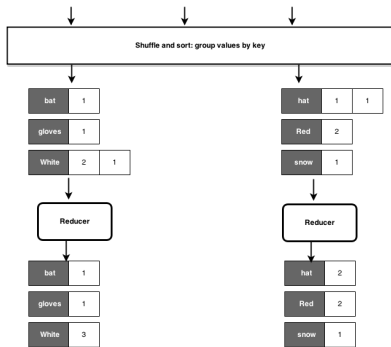 Shuffle and sort: group values by key
bat 1
hat 1 1
gloves 1
Red 2
White 2 1
snow 1
Reducer
Reducer
bat 1
hat 2
gloves 1
Red 2
White 3
snow 1